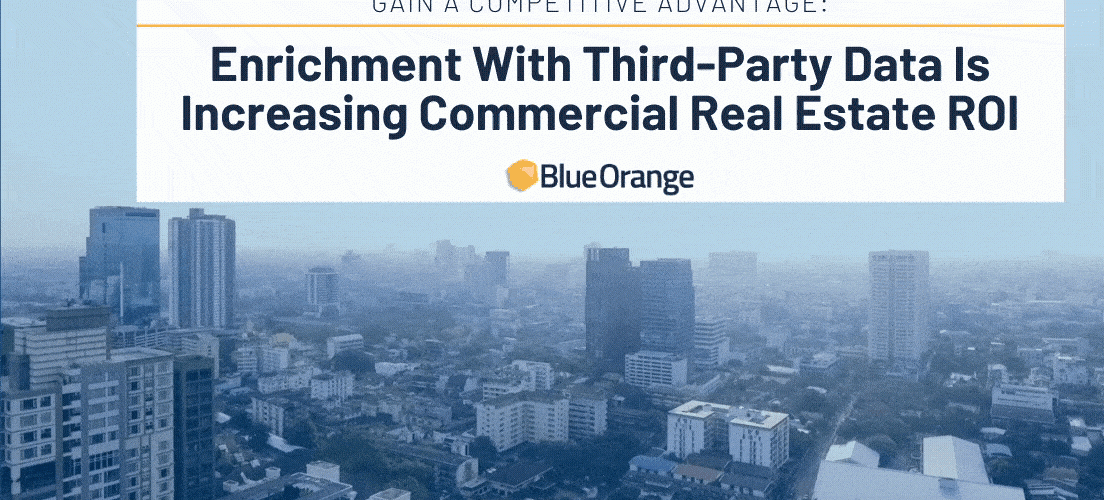 GAIN A COMPETITIVE ADVANTAGE:
Enrichment With Third-Party Data Is
Increasing Commercial Real Estate ROI
BlueOrange